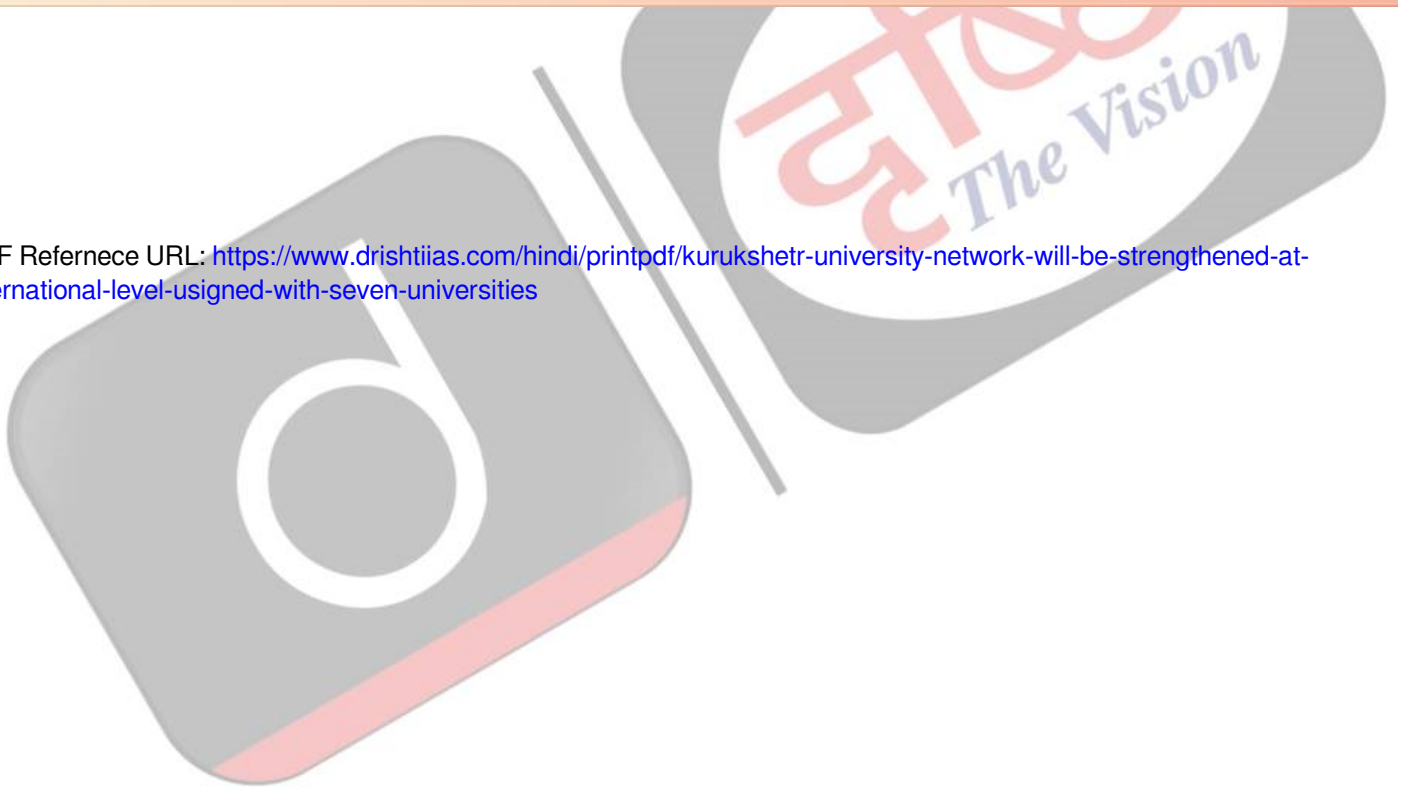 दृष्टि
The Vision
F Refernece URL: https://www.drishtiias.com/hindi/printpdf/kurukshetr-university-network-will-be-strengthened-at-
ernational-level-usigned-with-seven-universities
d